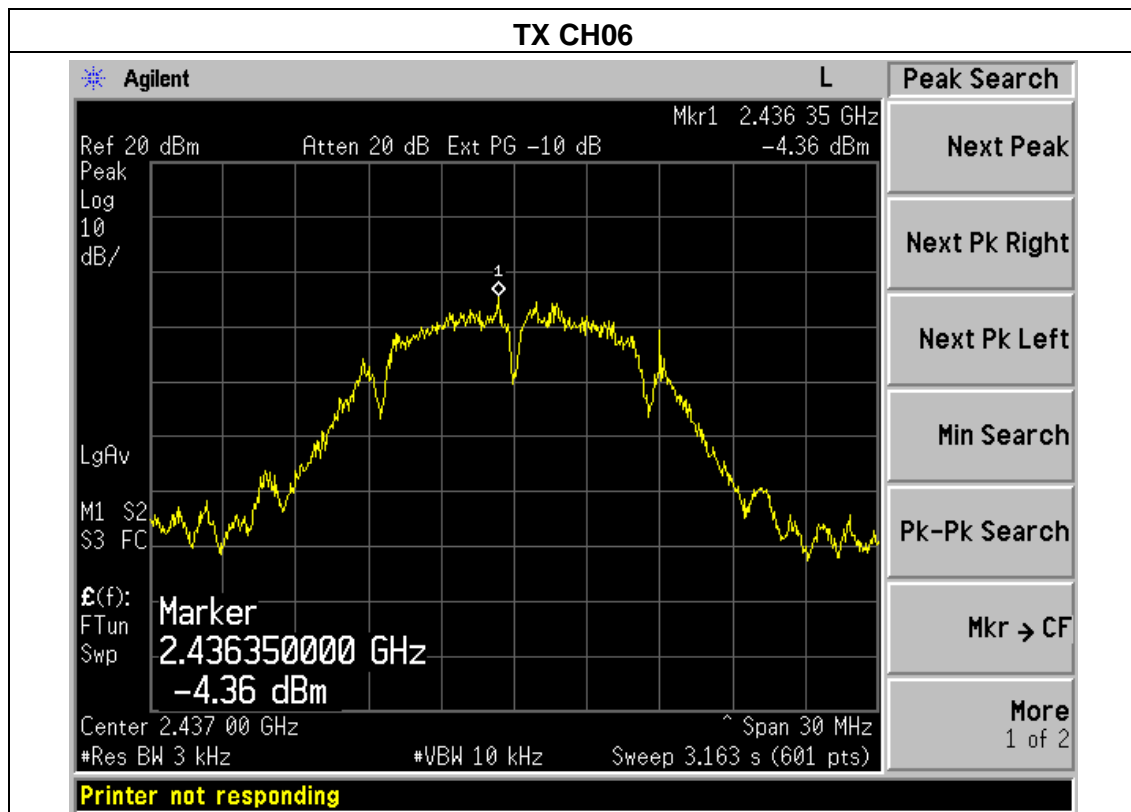 TX CH06
Agilent L Peak Search
Mkr1 2.436 35 GHz
Ref 20 dBm Atten 20 dB Ext PG -10 dB -4.36 dBm
Peak
Log
10
dB/
1
LgAv
M1 S2
S3 FC
£(f):
FTun
Swp
Marker
2.436350000 GHz
-4.36 dBm
Center 2.437 00 GHz ^ Span 30 MHz
#Res BW 3 kHz #VBW 10 kHz Sweep 3.163 s (601 pts)
Printer not responding
Next Peak
Next Pk Right
Next Pk Left
Min Search
Pk-Pk Search
Mkr → CF
More
1 of 2